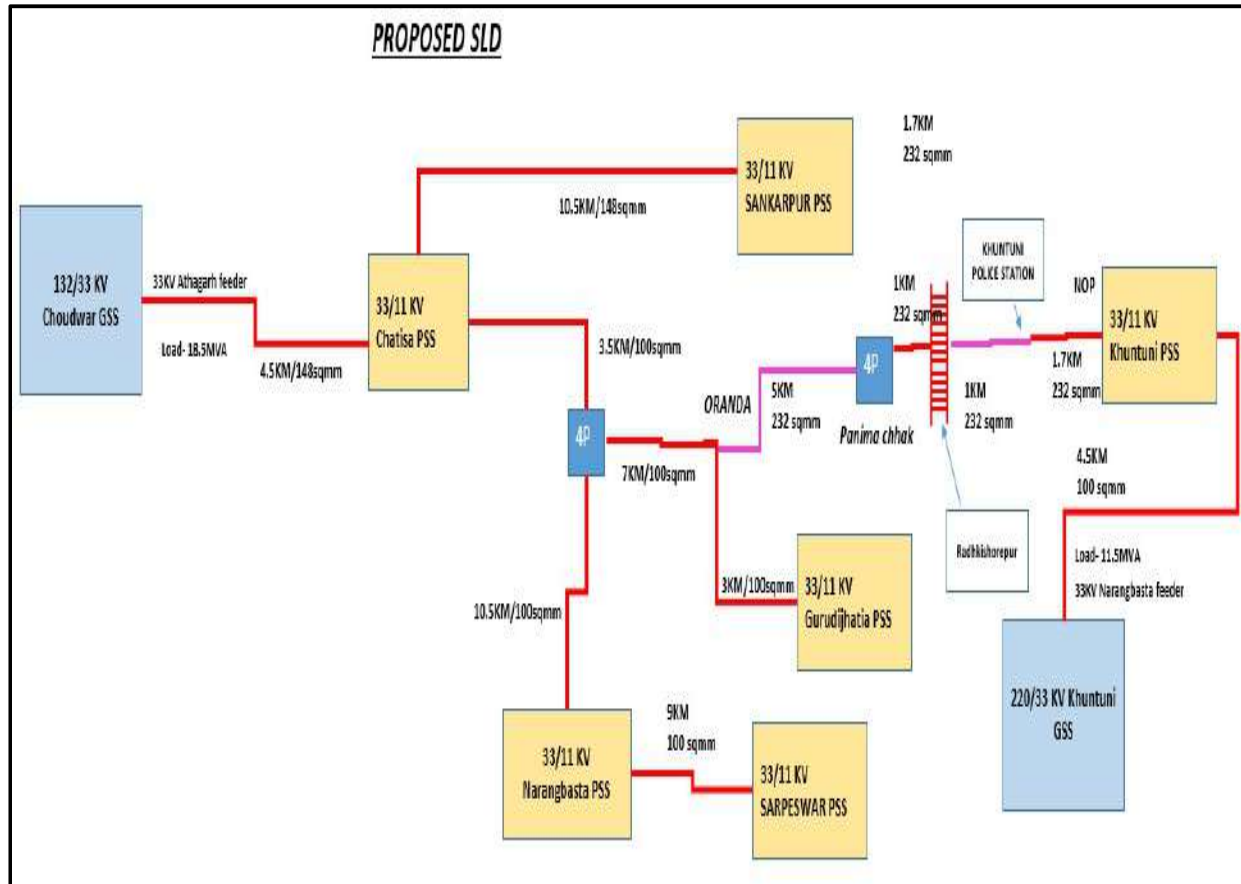 PROPOSED SLD
132/33 KV
Choudwar GSS
33KV Athagarh feeder
Load- 18.5MVA
4.5KM/148sqmm
33/11 KV
Chatisa PSS
10.5KM/148sqmm
33/11 KV
SANKARPUR PSS
1.7KM
232 sqmm
3.5KM/100sqmm
4P
7KM/100sqmm
ORANDA
5KM
232 sqmm
4P
Panima chhak
1KM
232 sqmm
KHUNTUNI
POLICE STATION
1KM
232 sqmm
NOP
1.7KM
232 sqmm
33/11 KV
Khuntuni PSS
4.5KM
100 sqmm
Radhkishorepur
Load- 11.5MVA
33KV Narangbasta feeder
220/33 KV Khuntuni
GSS
3KM/100sqmm
33/11 KV
Gurudijhatia PSS
10.5KM/100sqmm
33/11 KV
Narangbasta PSS
9KM
100 sqmm
33/11 KV
SARPESWAR PSS